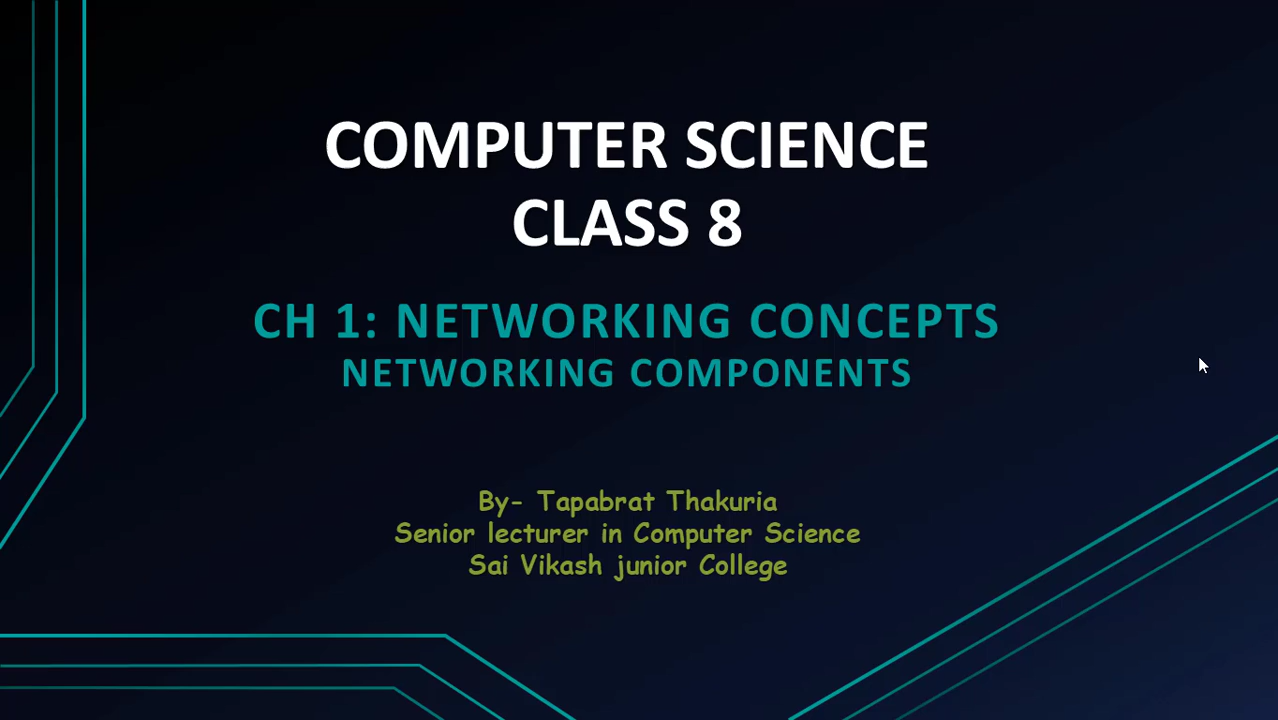 COMPUTER SCIENCE
CLASS 8
CH 1: NETWORKING CONCEPTS
NETWORKING COMPONENTS
By- Tapabrat Thakuria
Senior lecturer in Computer Science
Sai Vikash junior College